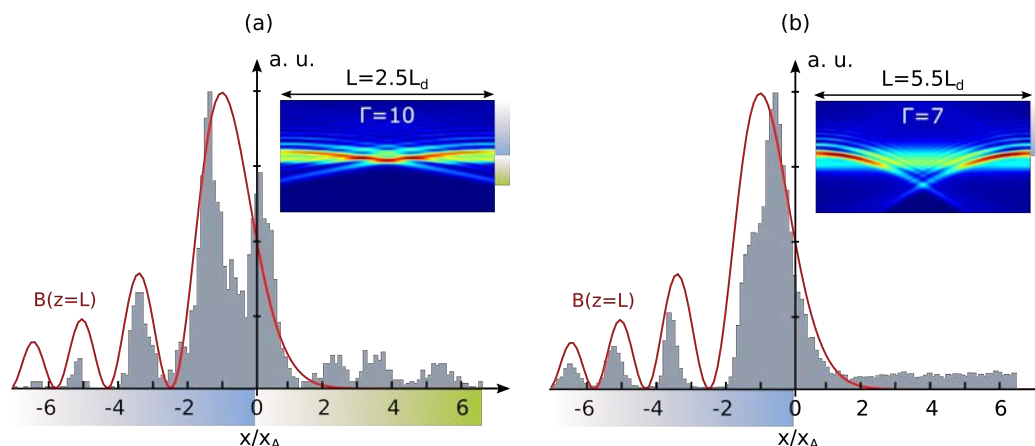 (a)
a. u.
L=2.5L_d
Γ=10
B(z=L)
-6 -4 -2 0 2 4 6
x/x_A
(b)
a. u.
L=5.5L_d
Γ=7
B(z=L)
-6 -4 -2 0 2 4 6
x/x_A